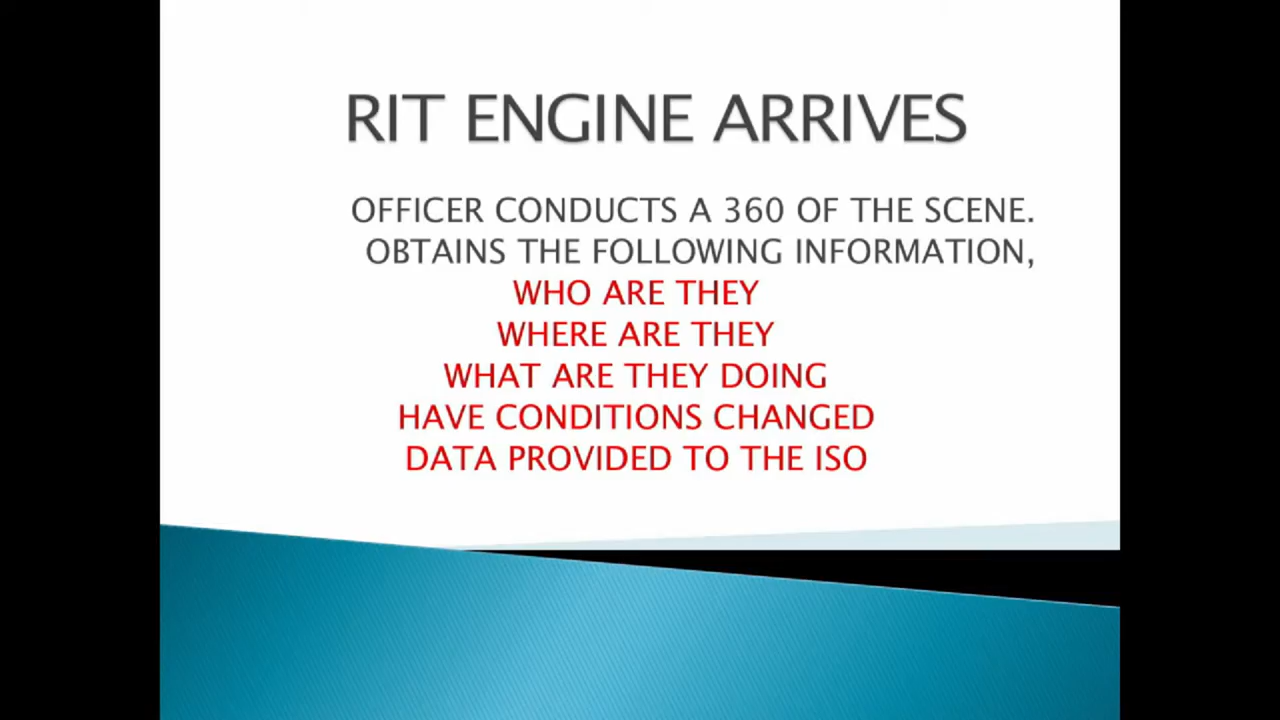 RIT ENGINE ARRIVES
OFFICER CONDUCTS A 360 OF THE SCENE.
OBTAINS THE FOLLOWING INFORMATION,
WHO ARE THEY
WHERE ARE THEY
WHAT ARE THEY DOING
HAVE CONDITIONS CHANGED
DATA PROVIDED TO THE ISO